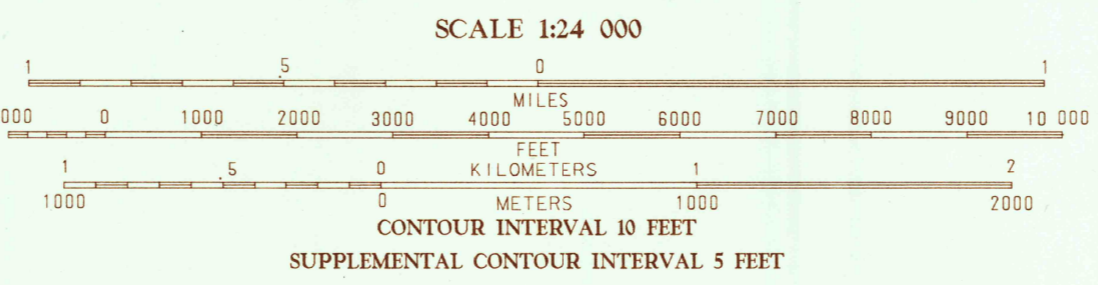 SCALE 1:24 000
1 .5 0 1
MILES
000 0 1000 2000 3000 4000 5000 6000 7000 8000 9000 10 000
FEET
1 .5 0 KILOMETERS 1 2
1000 0 METERS 1000 2000
CONTOUR INTERVAL 10 FEET
SUPPLEMENTAL CONTOUR INTERVAL 5 FEET